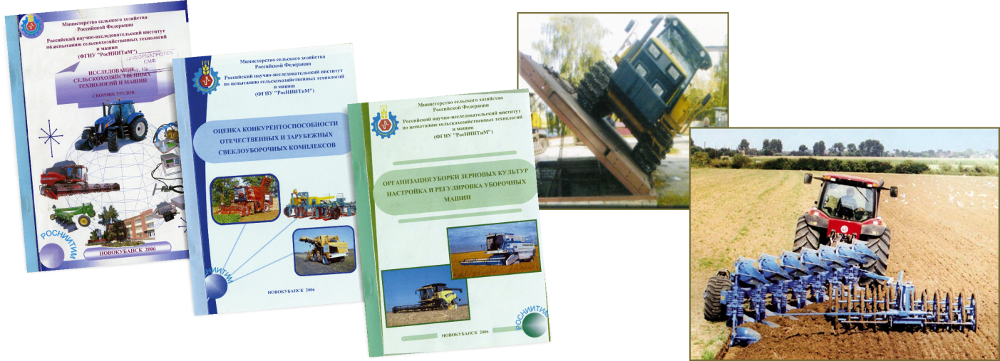 Министерство сельского хозяйства
Российской Федерации
Российский научно-исследовательский институт
по испытанию сельскохозяйственных технологий
и машин
(ФГНУ "РосНИИТиМ")
ИНФОРМАГРОТЕХ
ИССЛЕДОВАНИЕ
СЕЛЬСКОХОЗЯЙСТВЕННЫХ
ТЕХНОЛОГИЙ И МАШИН
СБОРНИК ТРУДОВ
РОСНИИТИМ
НОВОКУБАНСК 2006
Министерство сельского хозяйства
Российской Федерации
Российский научно-исследовательский институт
по испытанию сельскохозяйственных технологий
и машин
(ФГНУ "РосНИИТиМ")
ОЦЕНКА КОНКУРЕНТОСПОСОБНОСТИ
ОТЕЧЕСТВЕННЫХ И ЗАРУБЕЖНЫХ
СВЕКЛОУБОРОЧНЫХ КОМПЛЕКСОВ
РОСНИИТИМ
НОВОКУБАНСК 2006
Министерство сельского хозяйства
Российской Федерации
Российский научно-исследовательский институт
по испытанию сельскохозяйственных технологий
и машин
(ФГНУ "РосНИИТиМ")
ОРГАНИЗАЦИЯ УБОРКИ ЗЕРНОВЫХ КУЛЬТУР
НАСТРОЙКА И РЕГУЛИРОВКА УБОРОЧНЫХ
МАШИН
РОСНИИТИМ
НОВОКУБАНСК 2006